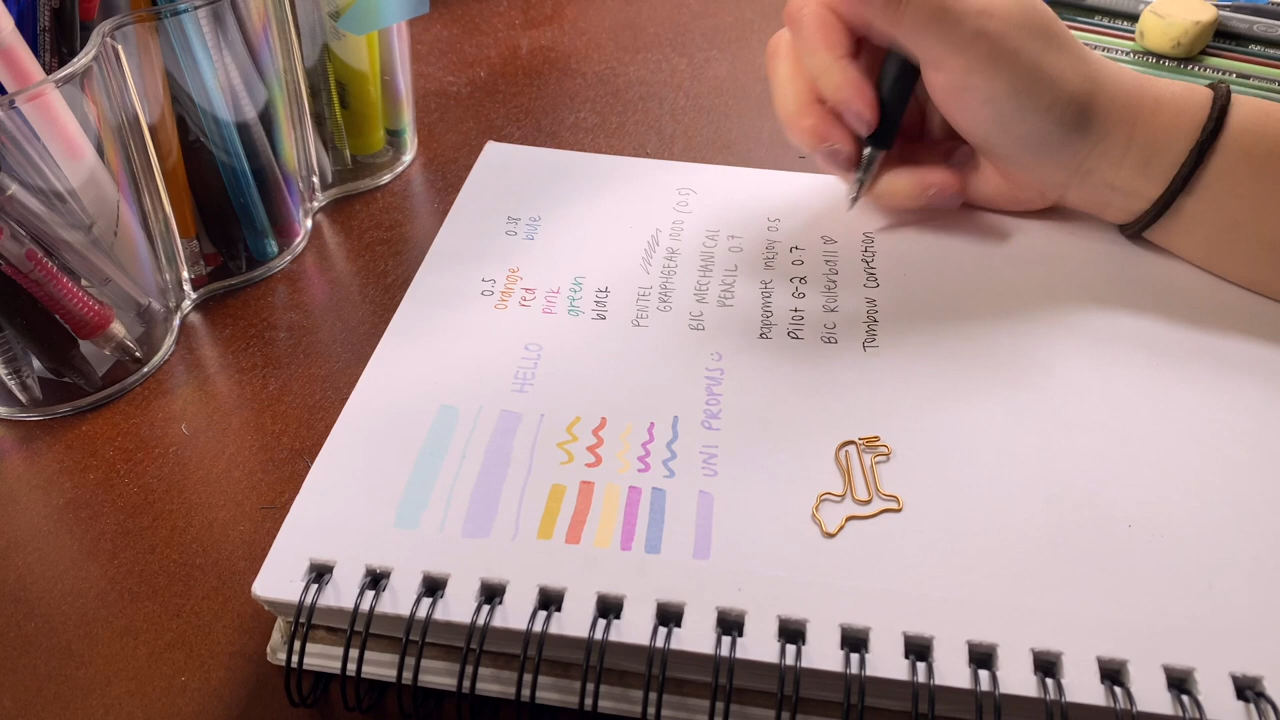 0.5
orange
red
pink
green
black
0.38
blue
HELLO
PENTEL
GRAPHGEAR 1000 (0.5)
BIC MECHANICAL
PENCIL 0.7
UNI PROPUS
papermate inkjoy 0.5
Pilot G-2 0.7
BIC Rollerball ♡
Tombow correction